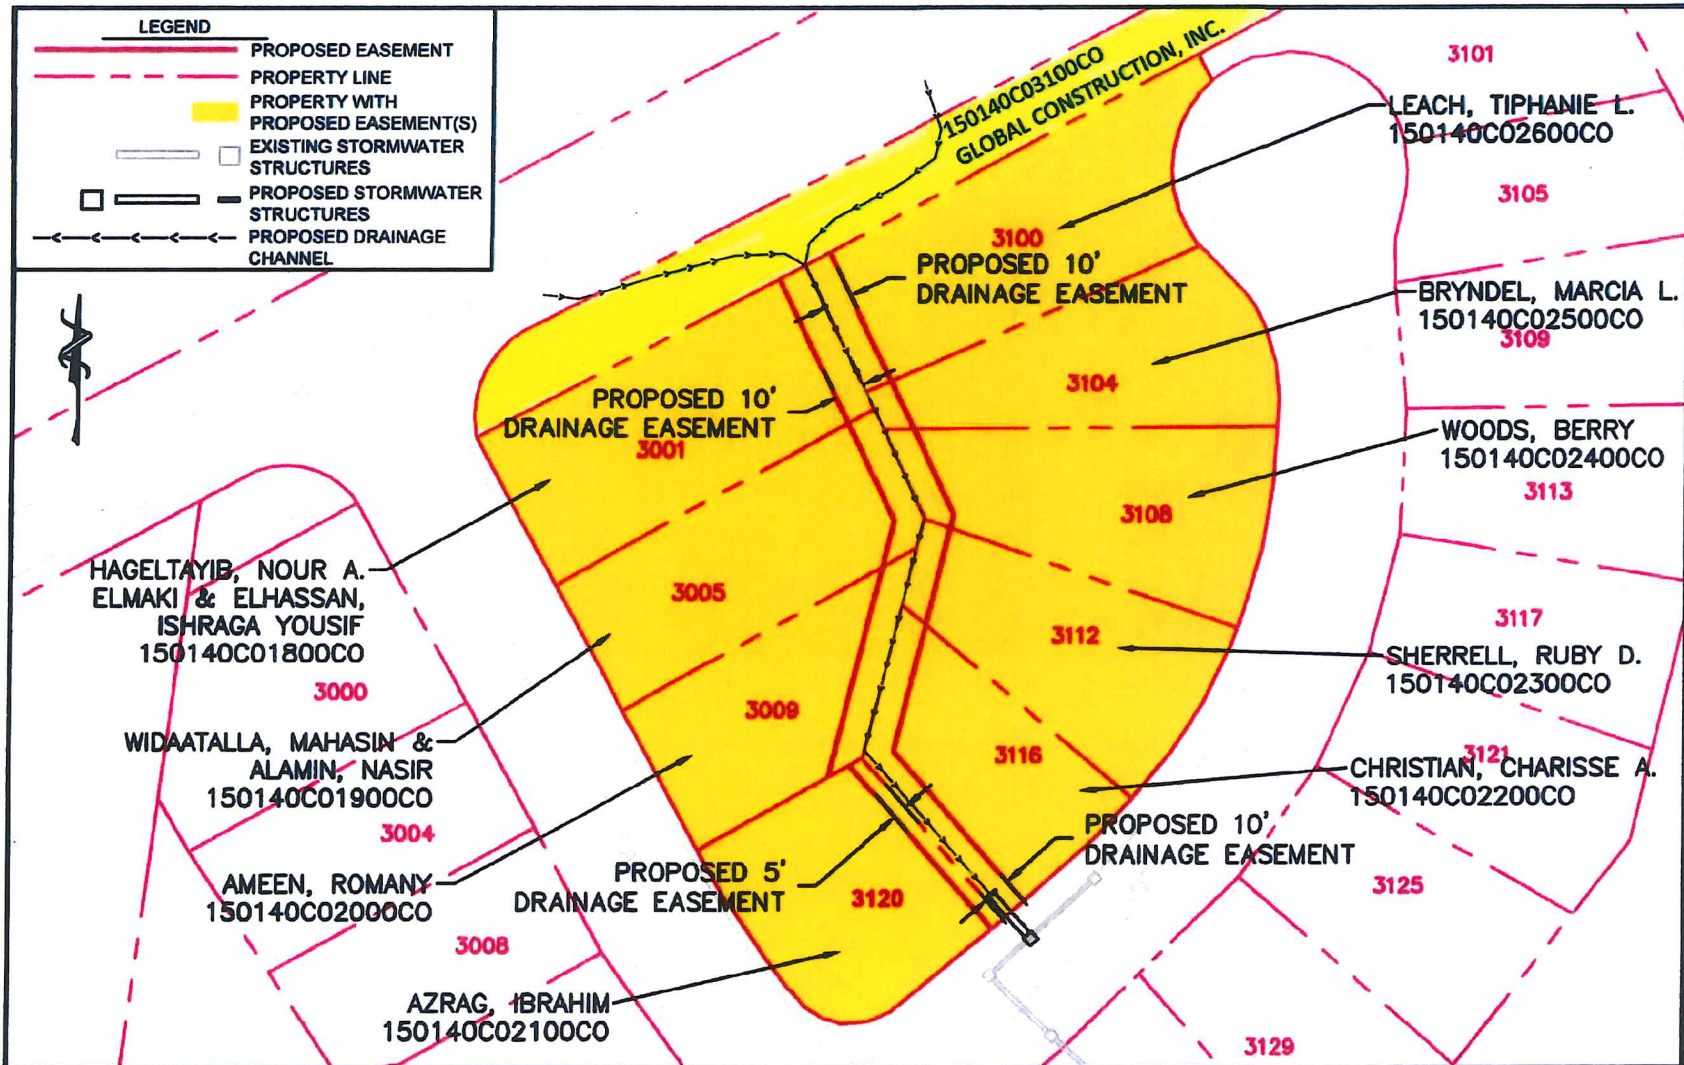 LEGEND
PROPOSED EASEMENT
PROPERTY LINE
PROPERTY WITH
PROPOSED EASEMENT(S)
EXISTING STORMWATER
STRUCTURES
PROPOSED STORMWATER
STRUCTURES
PROPOSED DRAINAGE
CHANNEL
150140C03100CO
GLOBAL CONSTRUCTION, INC.
3101
LEACH, TIPHANIE L.
150140C02600CO
3105
3100
PROPOSED 10'
DRAINAGE EASEMENT
BRYNDEL, MARCIA L.
150140C02500CO
3109
3104
PROPOSED 10'
DRAINAGE EASEMENT
3001
WOODS, BERRY
150140C02400CO
3113
3108
HAGELTAYIB, NOUR A.
ELMAKI & ELHASSAN,
ISHRAGA YOUSIF
150140C01800CO
3005
3112
3117
SHERRELL, RUBY D.
150140C02300CO
3000
3009
WIDAATALLA, MAHASIN &
ALAMIN, NASIR
150140C01900CO
3116
3121
CHRISTIAN, CHARISSE A.
150140C02200CO
3004
PROPOSED 10'
DRAINAGE EASEMENT
AMEEN, ROMANY
150140C02000CO
PROPOSED 5'
DRAINAGE EASEMENT
3120
3125
3008
AZRAG, IBRAHIM
150140C02100CO
3129